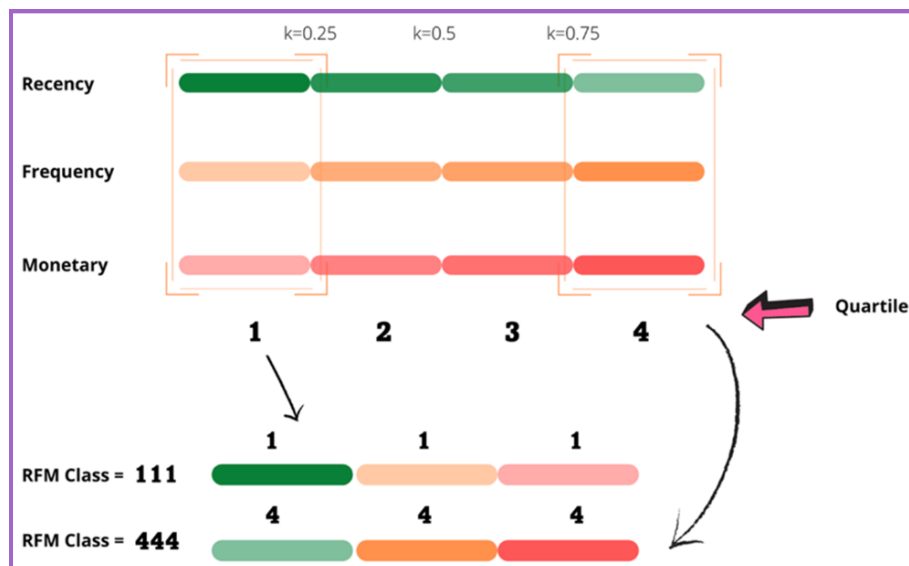 k=0.25 k=0.5 k=0.75
Recency
Frequency
Monetary
Quartile
1 2 3 4
1 1 1
RFM Class = 111
4 4 4
RFM Class = 444